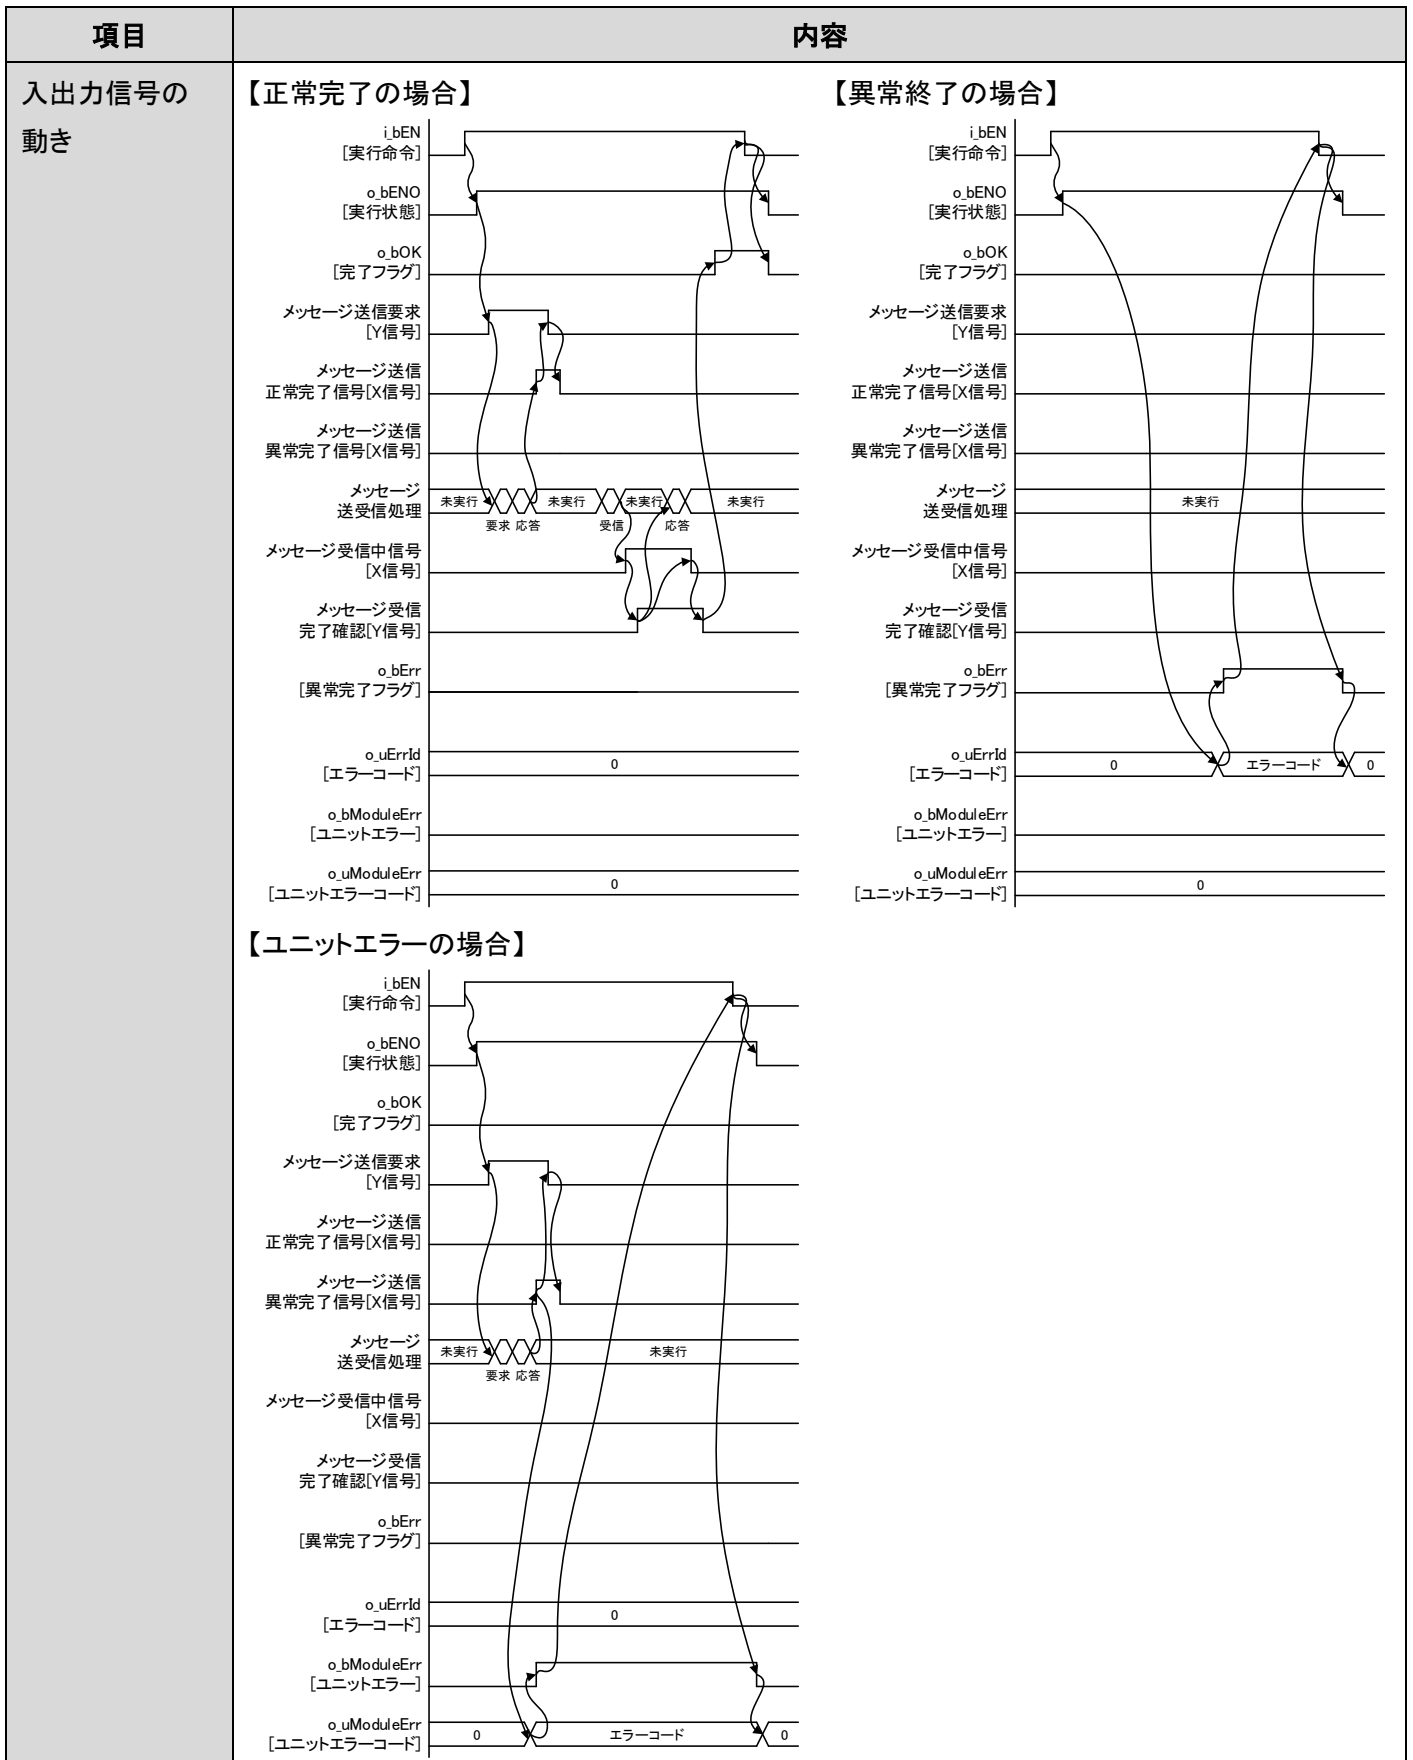 項目
内容
入出力信号の
動き
【正常完了の場合】
i_bEN
[実行命令]
o_bENO
[実行状態]
o_bOK
[完了フラグ]
メッセージ送信要求
[Y信号]
メッセージ送信
正常完了信号[X信号]
メッセージ送信
異常完了信号[X信号]
メッセージ
送受信処理
未実行
未実行
未実行
未実行
要求 応答
受信
応答
メッセージ受信中信号
[X信号]
メッセージ受信
完了確認[Y信号]
o_bErr
[異常完了フラグ]
o_uErrId
[エラーコード]
0
o_bModuleErr
[ユニットエラー]
o_uModuleErr
[ユニットエラーコード]
0
【異常終了の場合】
i_bEN
[実行命令]
o_bENO
[実行状態]
o_bOK
[完了フラグ]
メッセージ送信要求
[Y信号]
メッセージ送信
正常完了信号[X信号]
メッセージ送信
異常完了信号[X信号]
メッセージ
送受信処理
未実行
メッセージ受信中信号
[X信号]
メッセージ受信
完了確認[Y信号]
o_bErr
[異常完了フラグ]
o_uErrId
[エラーコード]
0
エラーコード
0
o_bModuleErr
[ユニットエラー]
o_uModuleErr
[ユニットエラーコード]
0
【ユニットエラーの場合】
i_bEN
[実行命令]
o_bENO
[実行状態]
o_bOK
[完了フラグ]
メッセージ送信要求
[Y信号]
メッセージ送信
正常完了信号[X信号]
メッセージ送信
異常完了信号[X信号]
メッセージ
送受信処理
未実行
未実行
要求 応答
メッセージ受信中信号
[X信号]
メッセージ受信
完了確認[Y信号]
o_bErr
[異常完了フラグ]
o_uErrId
[エラーコード]
0
o_bModuleErr
[ユニットエラー]
o_uModuleErr
[ユニットエラーコード]
0
エラーコード
0